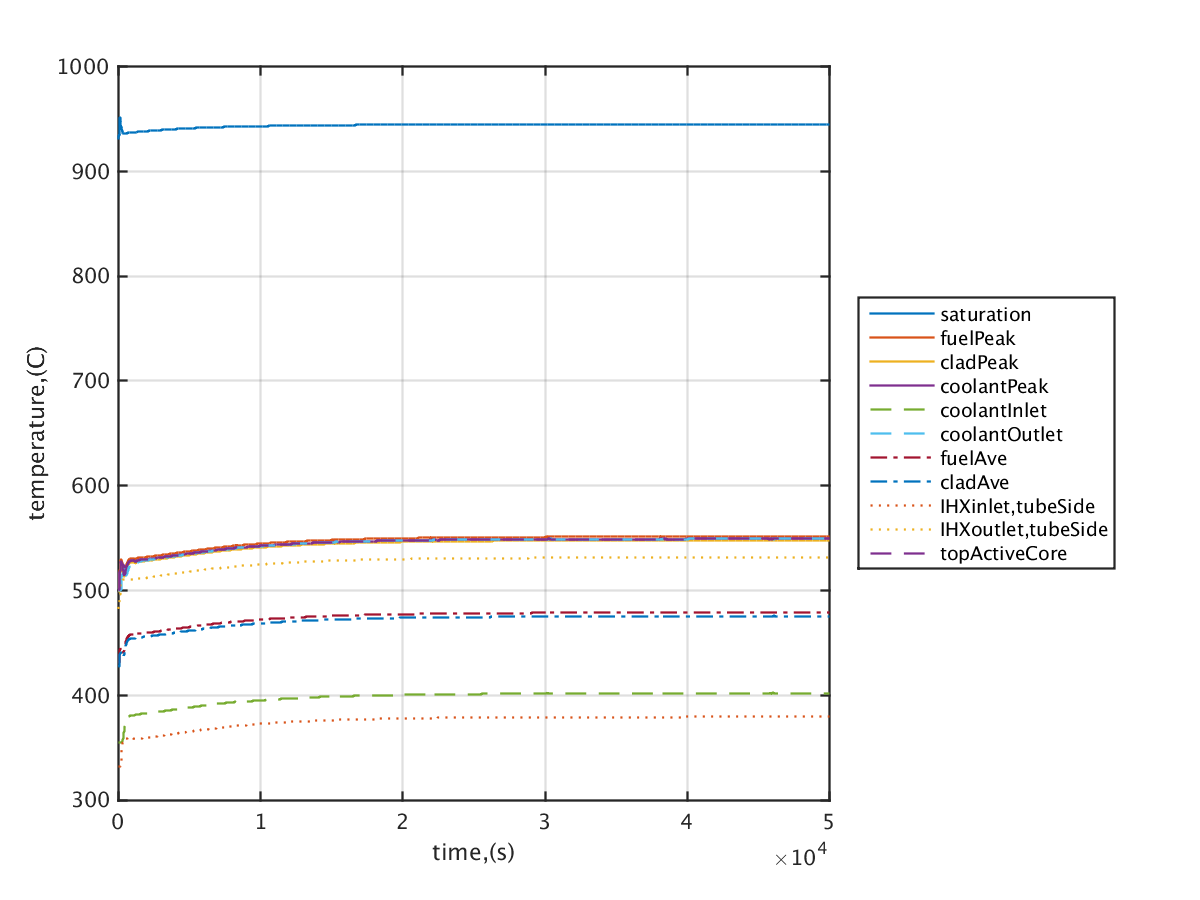 1000
900
800
700
600
500
400
300
temperature,(C)
0
1
2
3
4
5
time,(s)
×10^4
saturation
fuelPeak
cladPeak
coolantPeak
coolantInlet
coolantOutlet
fuelAve
cladAve
IHXinlet,tubeSide
IHXoutlet,tubeSide
topActiveCore